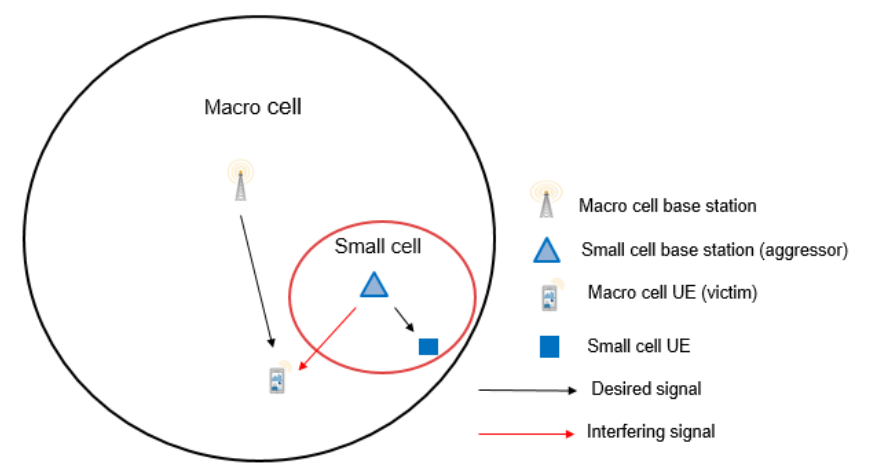 Macro cell
Small cell
Macro cell base station
Small cell base station (aggressor)
Macro cell UE (victim)
Small cell UE
Desired signal
Interfering signal